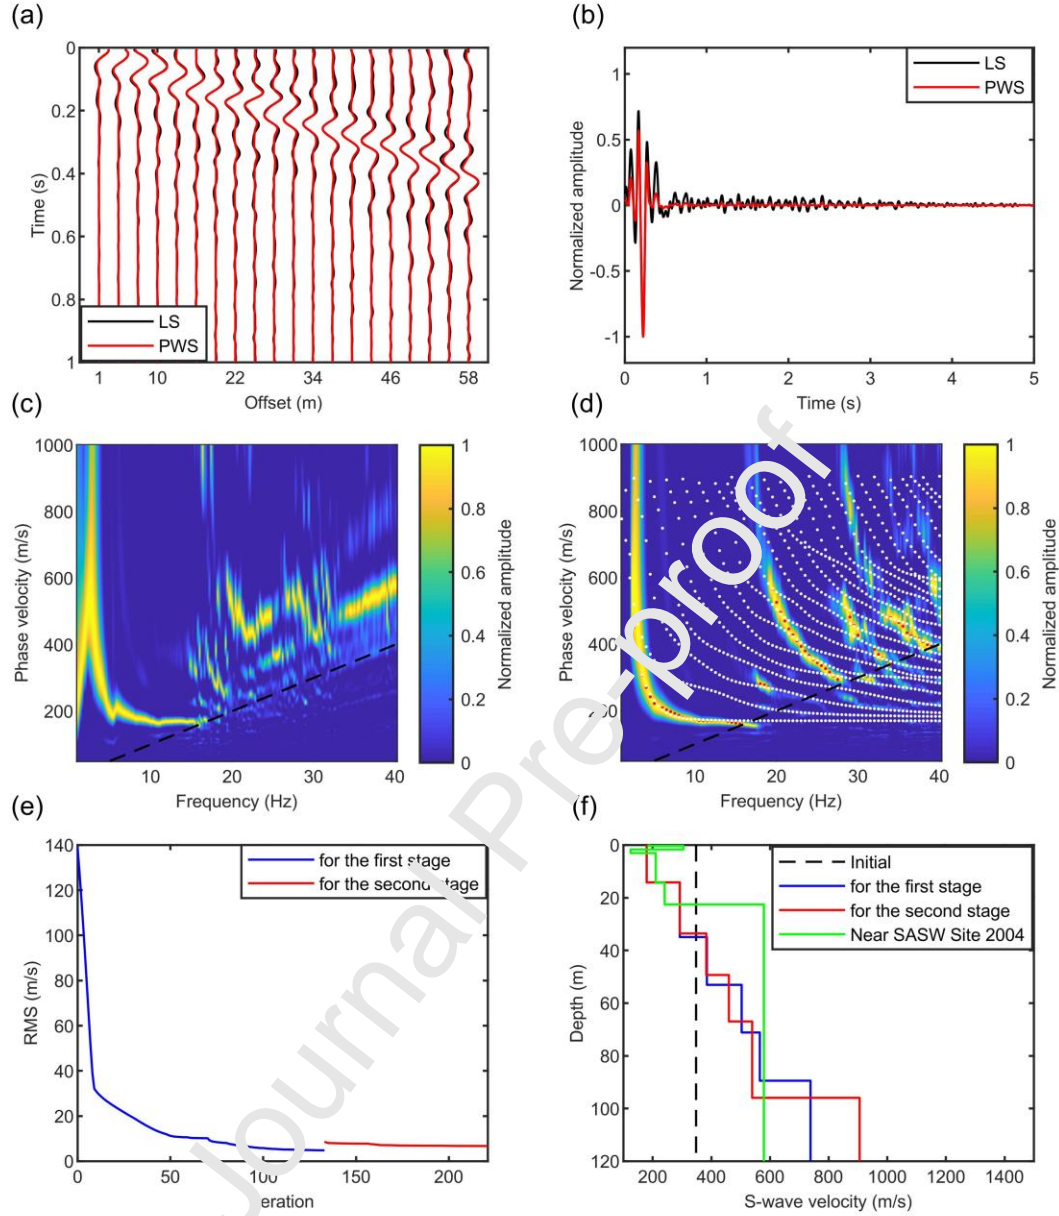 (a)
0
0.2
0.4
0.6
0.8
1
Time (s)
LS
PWS
1 10 22 34 46 58
Offset (m)
(b)
1
0.5
0
-0.5
-1
Normalized amplitude
LS
PWS
0 1 2 3 4 5
Time (s)
(c)
1000
800
600
400
200
Phase velocity (m/s)
10 20 30 40
Frequency (Hz)
1
0.8
0.6
0.4
0.2
0
Normalized amplitude
(d)
1000
800
600
400
200
Phase velocity (m/s)
10 20 30 40
Frequency (Hz)
1
0.8
0.6
0.4
0.2
0
Normalized amplitude
(e)
140
120
100
80
60
40
20
0
RMS (m/s)
for the first stage
for the second stage
0 50 100 150 200
eration
(f)
0
20
40
60
80
100
120
Depth (m)
Initial
for the first stage
for the second stage
Near SASW Site 2004
200 400 600 800 1000 1400
S-wave velocity (m/s)
Journal Pre-proof